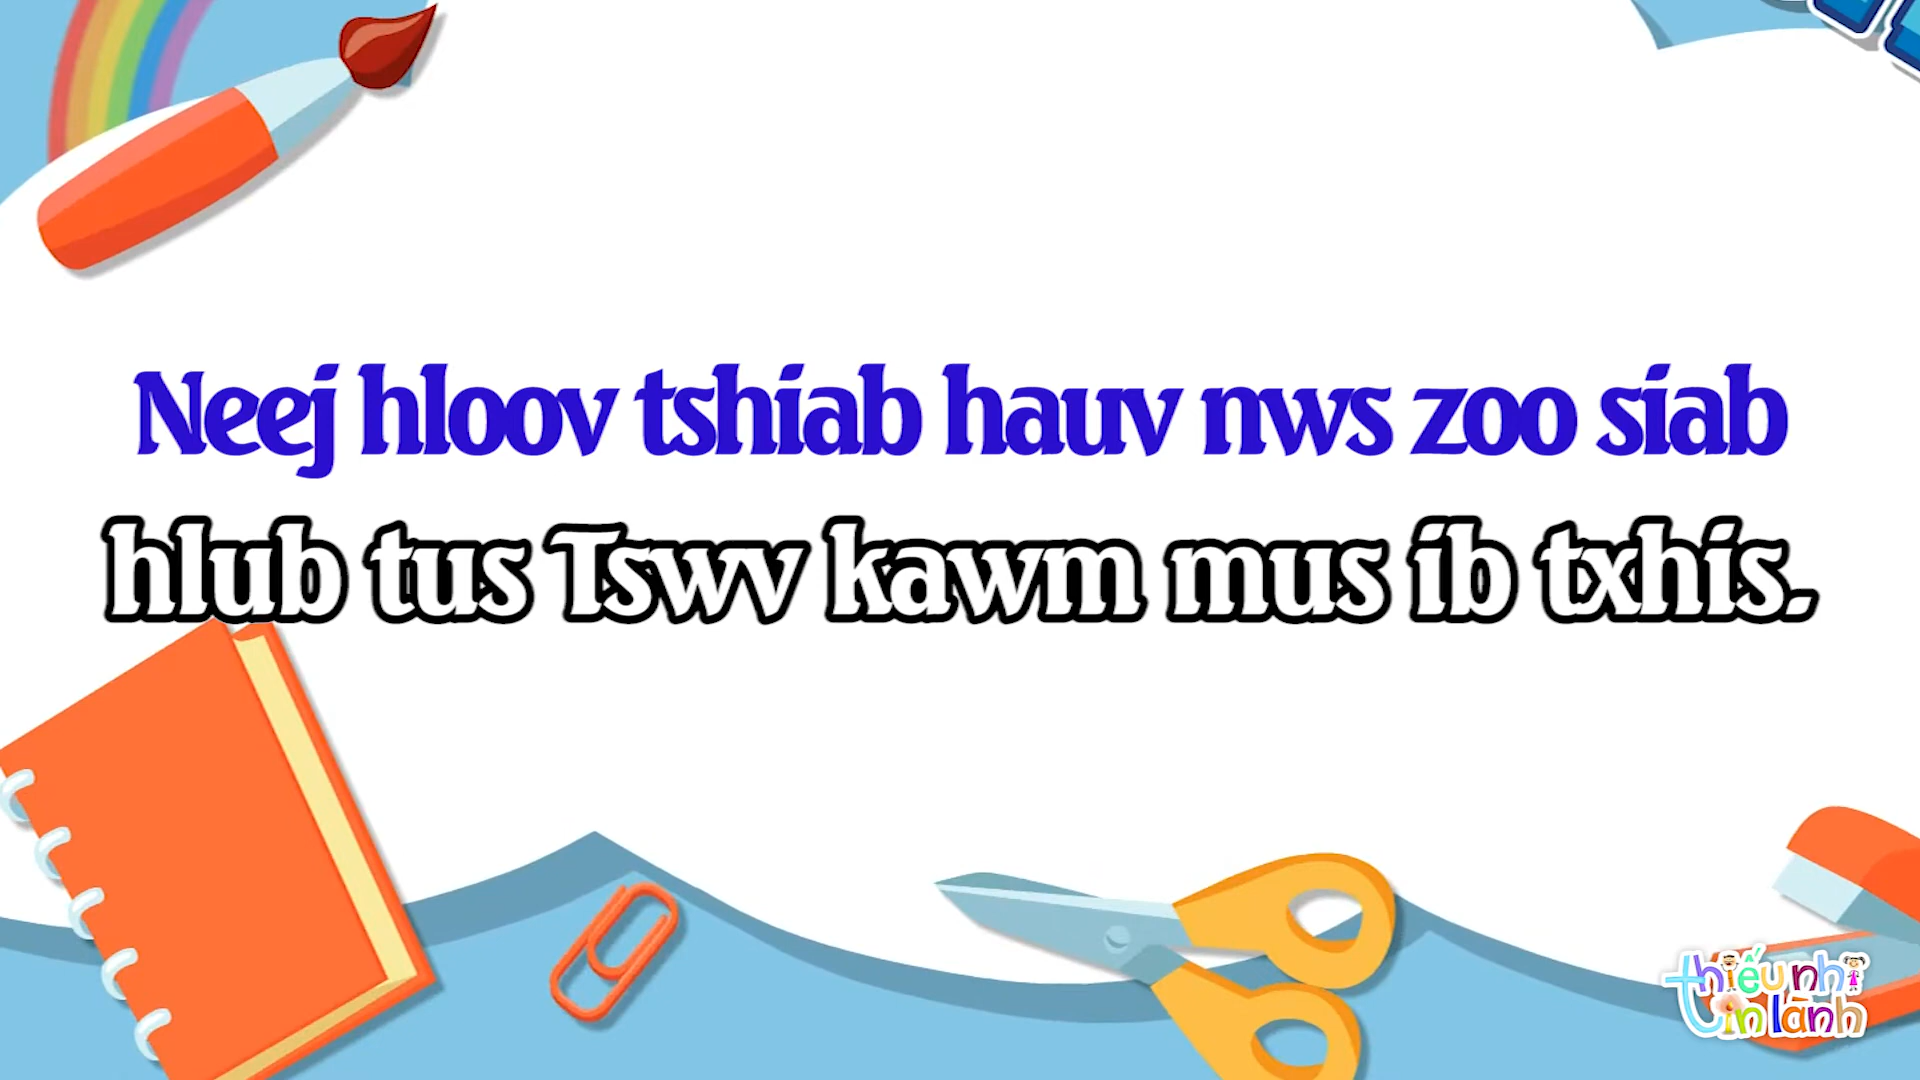 Neej hloov tshiab hauv nws zoo siab
hlub tus Tswv kawm mus ib txhis.
thiếu nhi
tin lành